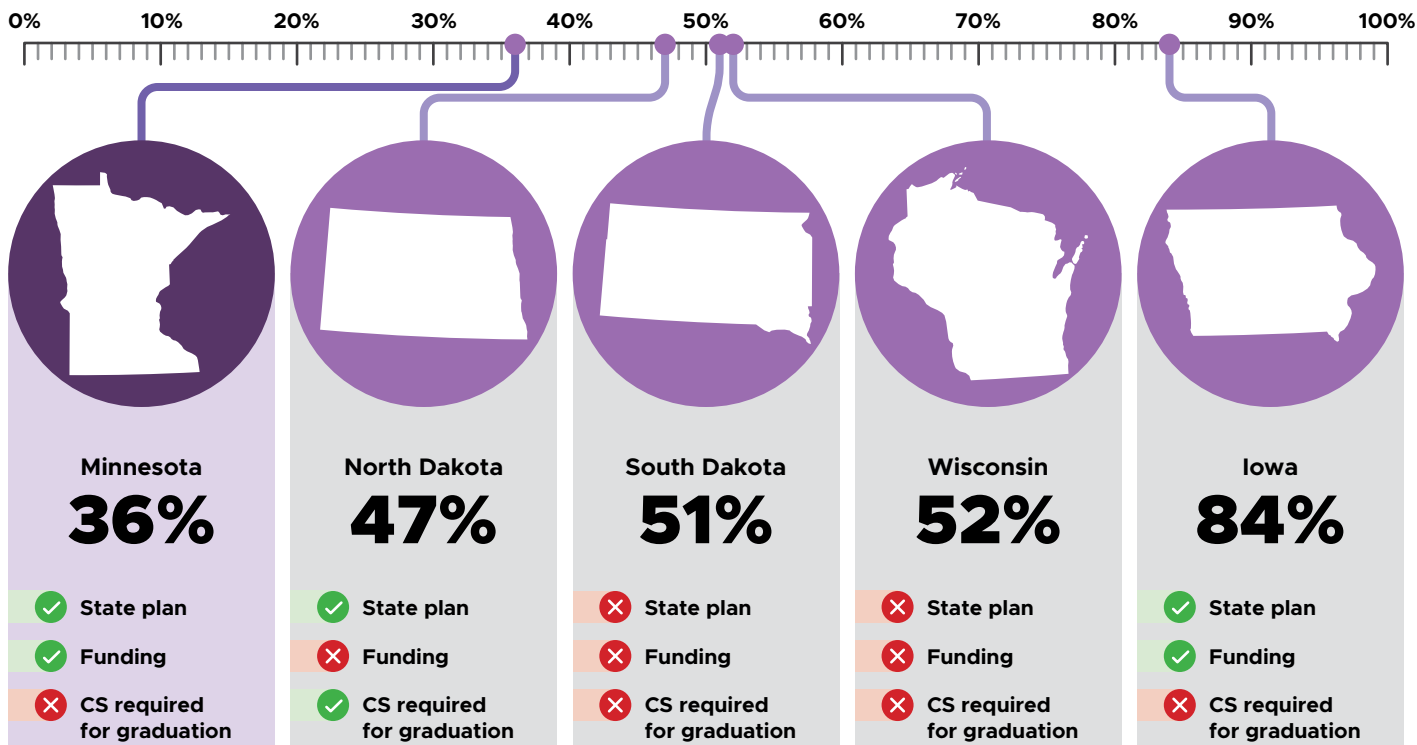 0% 10% 20% 30% 40% 50% 60% 70% 80% 90% 100%
Minnesota
36%
State plan
Funding
CS required
for graduation
North Dakota
47%
State plan
Funding
CS required
for graduation
South Dakota
51%
State plan
Funding
CS required
for graduation
Wisconsin
52%
State plan
Funding
CS required
for graduation
Iowa
84%
State plan
Funding
CS required
for graduation